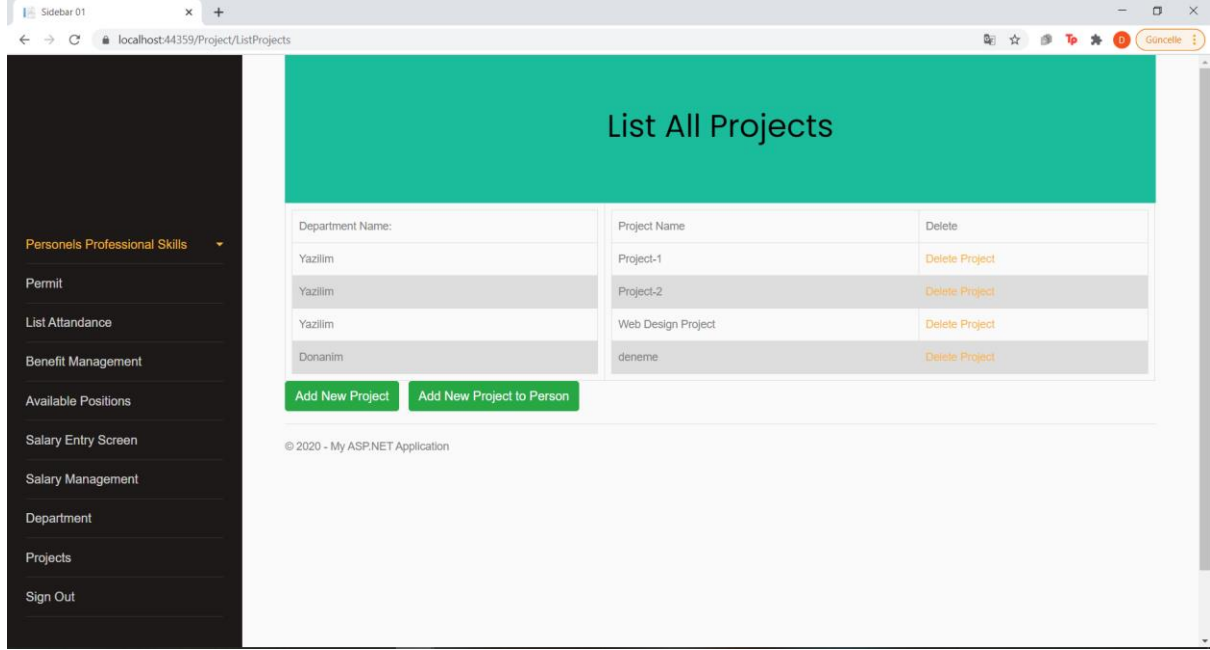 Sidebar 01
localhost:44359/Project/ListProjects
Tp
D
Güncelle
List All Projects
Personels Professional Skills
Permit
List Attandance
Benefit Management
Available Positions
Salary Entry Screen
Salary Management
Department
Projects
Sign Out
Department Name: Project Name Delete
Yazilim Project-1 Delete Project
Yazilim Project-2 Delete Project
Yazilim Web Design Project Delete Project
Donanim deneme Delete Project
Add New Project Add New Project to Person
© 2020 - My ASP.NET Application